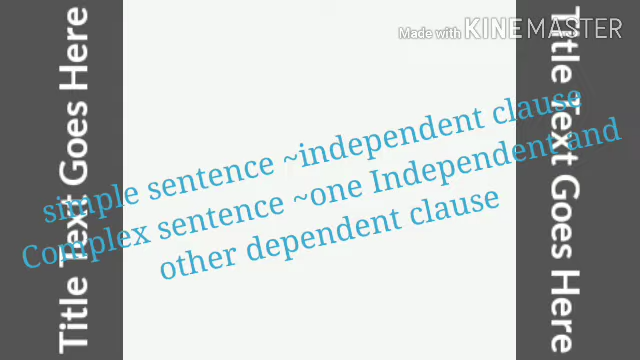 Made with KINEMASTER
Title Text Goes Here
Title Text Goes Here
simple sentence ~independent clause
Complex sentence ~one Independent and
other dependent clause